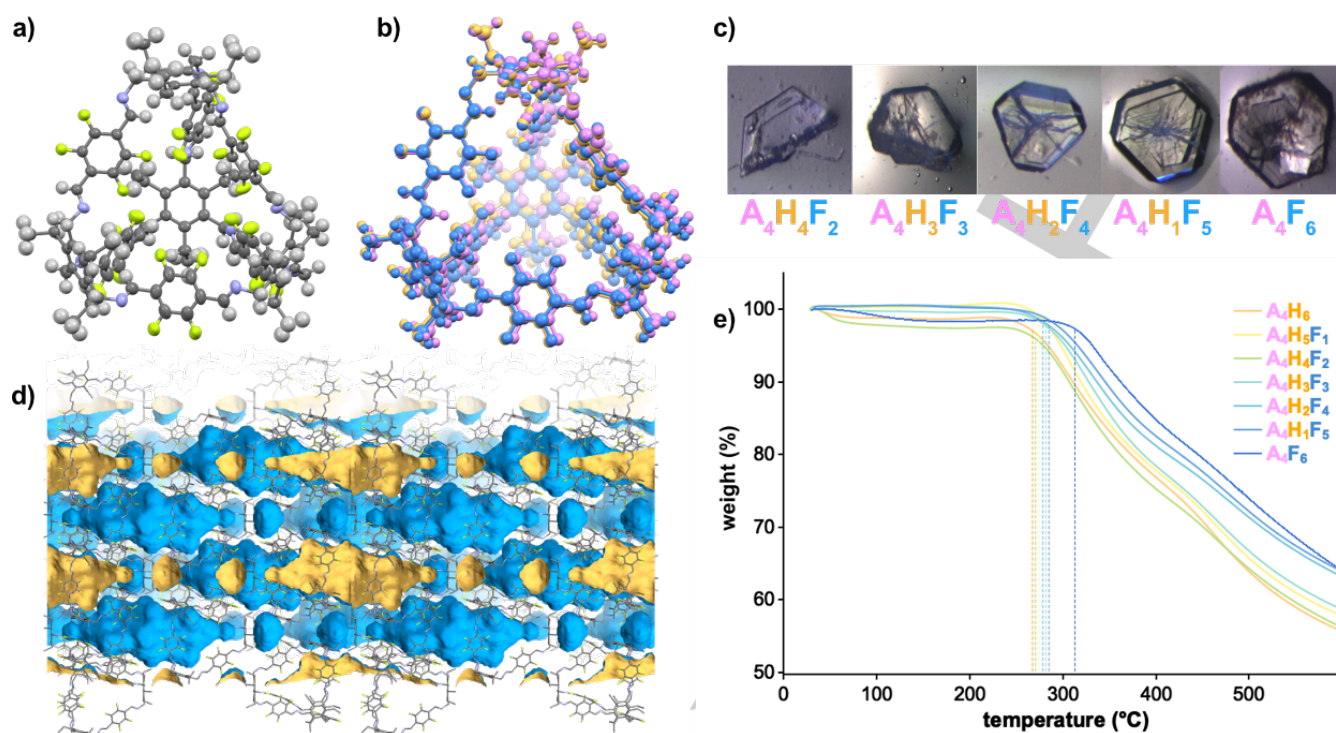 a)
b)
c)
A4H4F2
A4H3F3
A4H2F4
A4H1F5
A4F6
d)
e)
100
90
80
70
60
50
weight (%)
0
100
200
300
400
500
temperature (°C)
A4H6
A4H5F1
A4H4F2
A4H3F3
A4H2F4
A4H1F5
A4F6